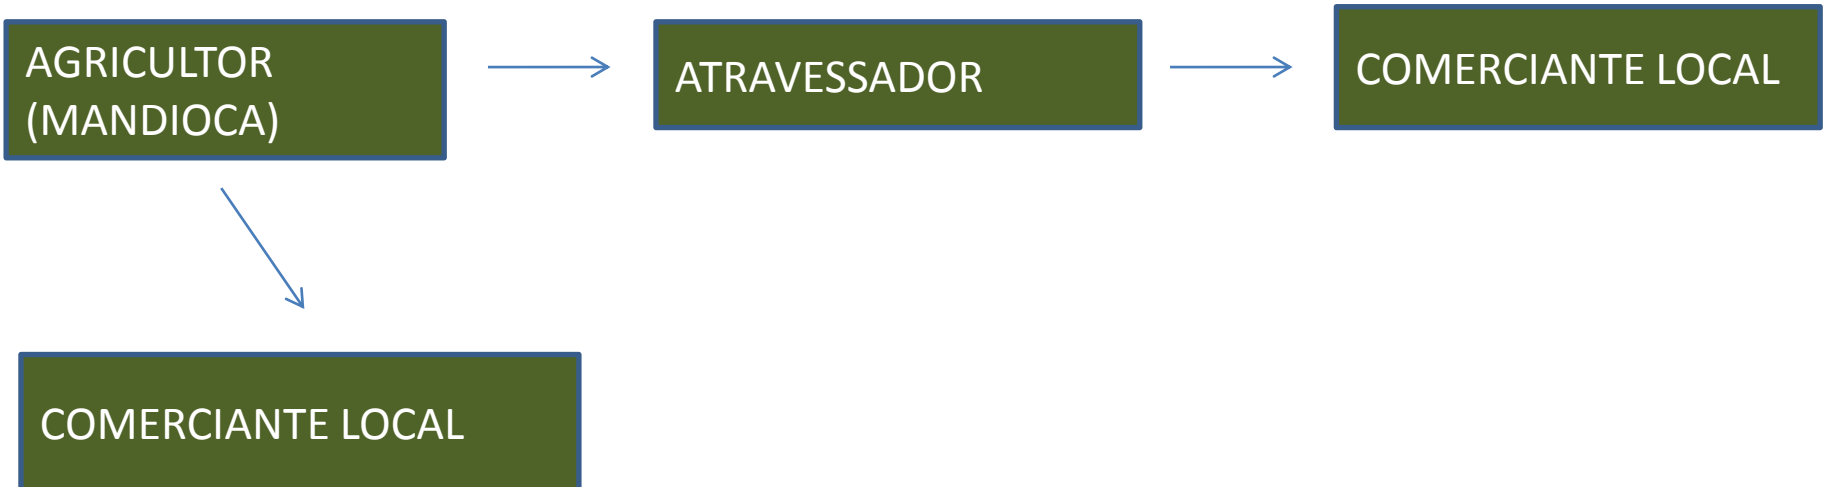 AGRICULTOR
(MANDIOCA)
ATRAVESSADOR
COMERCIANTE LOCAL
COMERCIANTE LOCAL